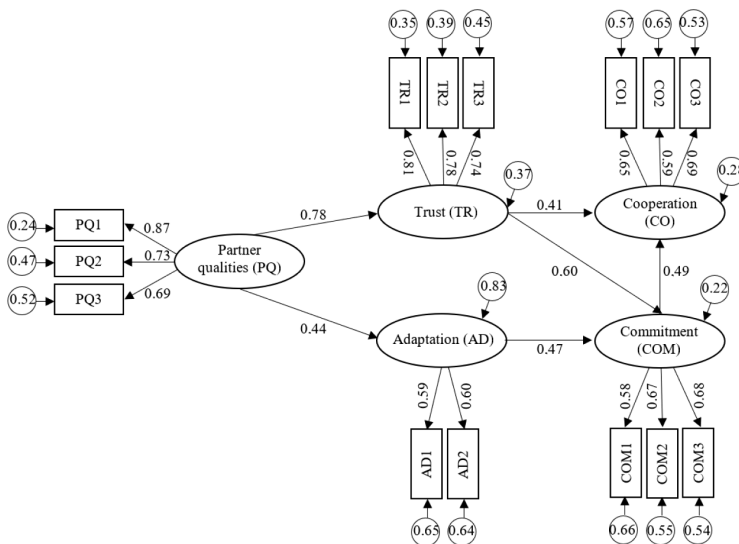 0.35
0.39
0.45
0.57
0.65
0.53
TR1
TR2
TR3
CO1
CO2
CO3
0.81
0.78
0.74
0.65
0.59
0.69
0.37
Trust (TR)
0.41
Cooperation
(CO)
0.78
0.24
PQ1
0.87
0.47
PQ2
0.73
0.52
PQ3
0.69
Partner
qualities (PQ)
0.60
0.49
0.44
0.83
0.22
Adaptation (AD)
0.47
Commitment
(COM)
0.59
0.60
0.58
0.67
0.68
AD1
AD2
COM1
COM2
COM3
0.65
0.64
0.66
0.55
0.54